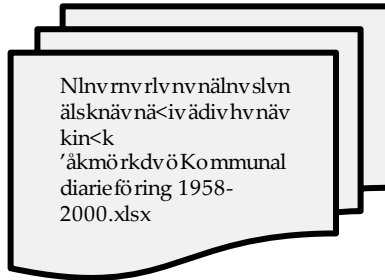 Nlnvrnvrlvnvnälnvslvn
älsknävnä<ivädivhvnäv
kin<k
’åkmörkdvöKommunal
diarieföring 1958-
2000.xlsx